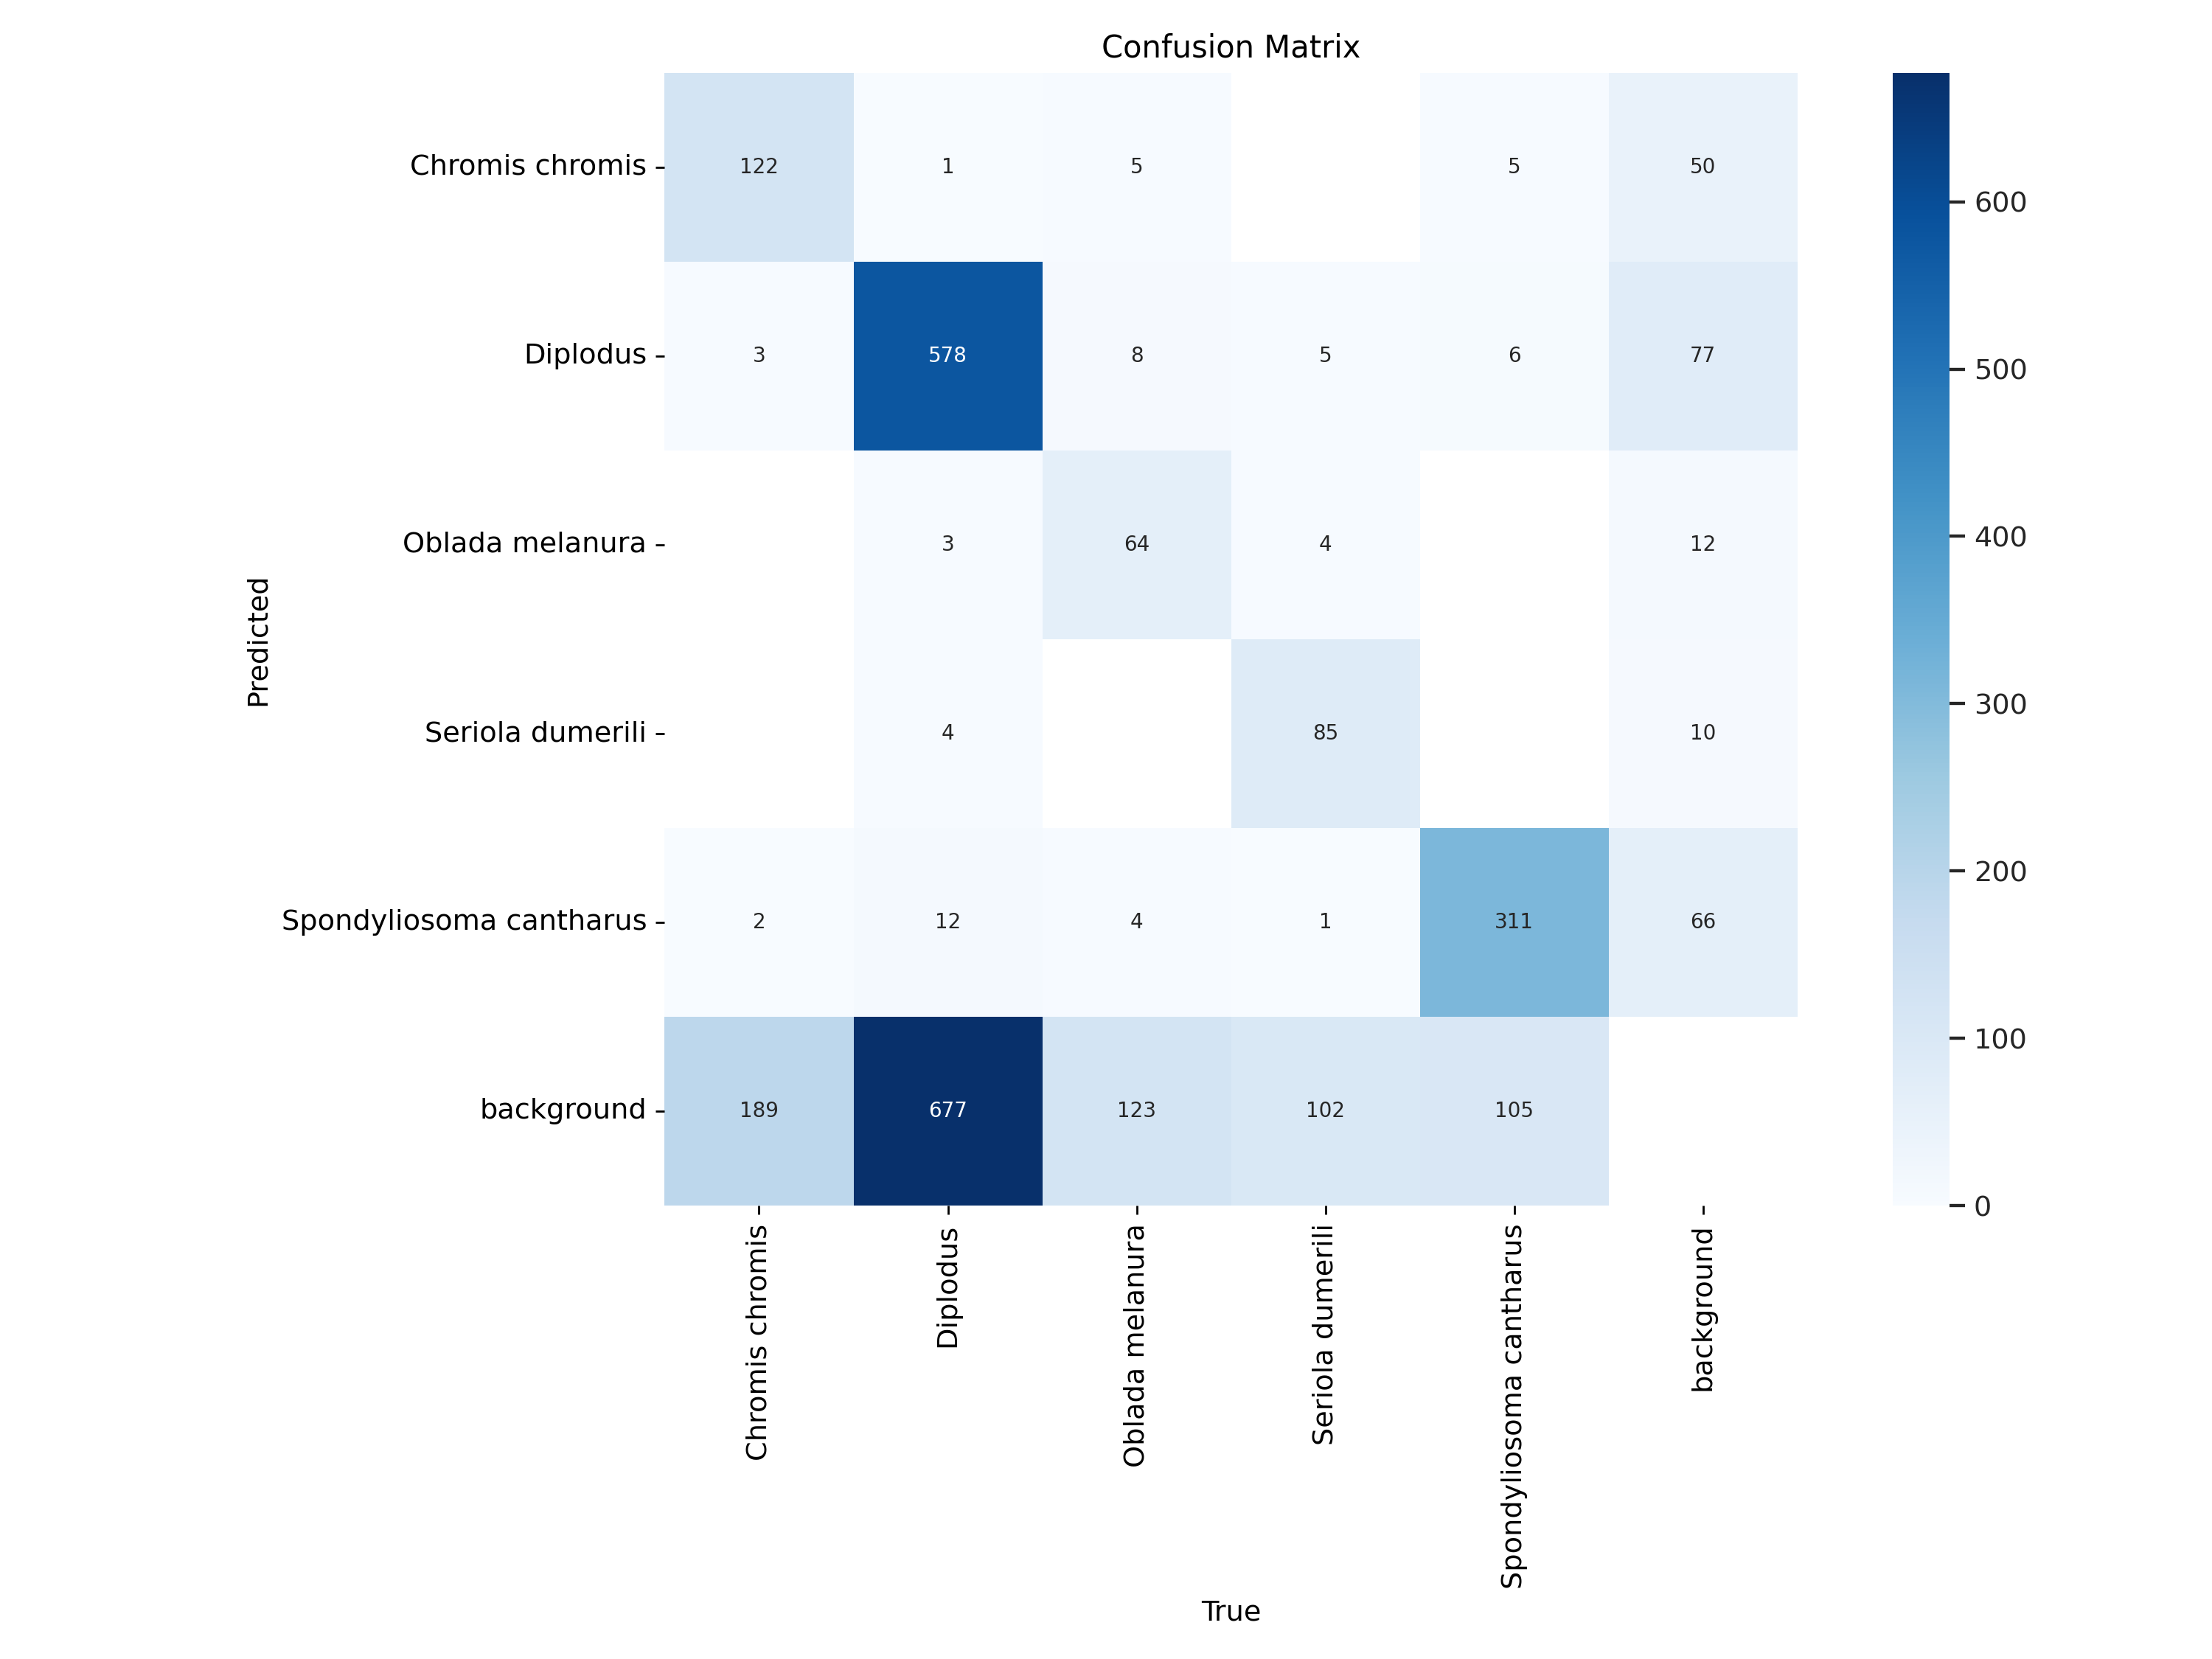 Confusion Matrix
Chromis chromis 122 1 5 5 50
Diplodus 3 578 8 5 6 77
Oblada melanura 3 64 4 12
Seriola dumerili 4 85 10
Spondyliosoma cantharus 2 12 4 1 311 66
background 189 677 123 102 105
Predicted
Chromis chromis
Diplodus
Oblada melanura
Seriola dumerili
Spondyliosoma cantharus
background
True
600
500
400
300
200
100
0